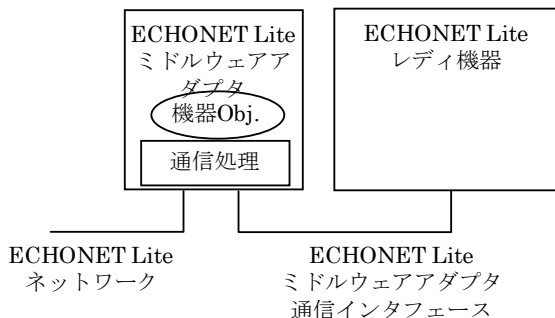 ECHONET Lite
ミドルウェアア
ダプタ
機器Obj.
通信処理
ECHONET Lite
レディ機器
ECHONET Lite
ネットワーク
ECHONET Lite
ミドルウェアアダプタ
通信インタフェース